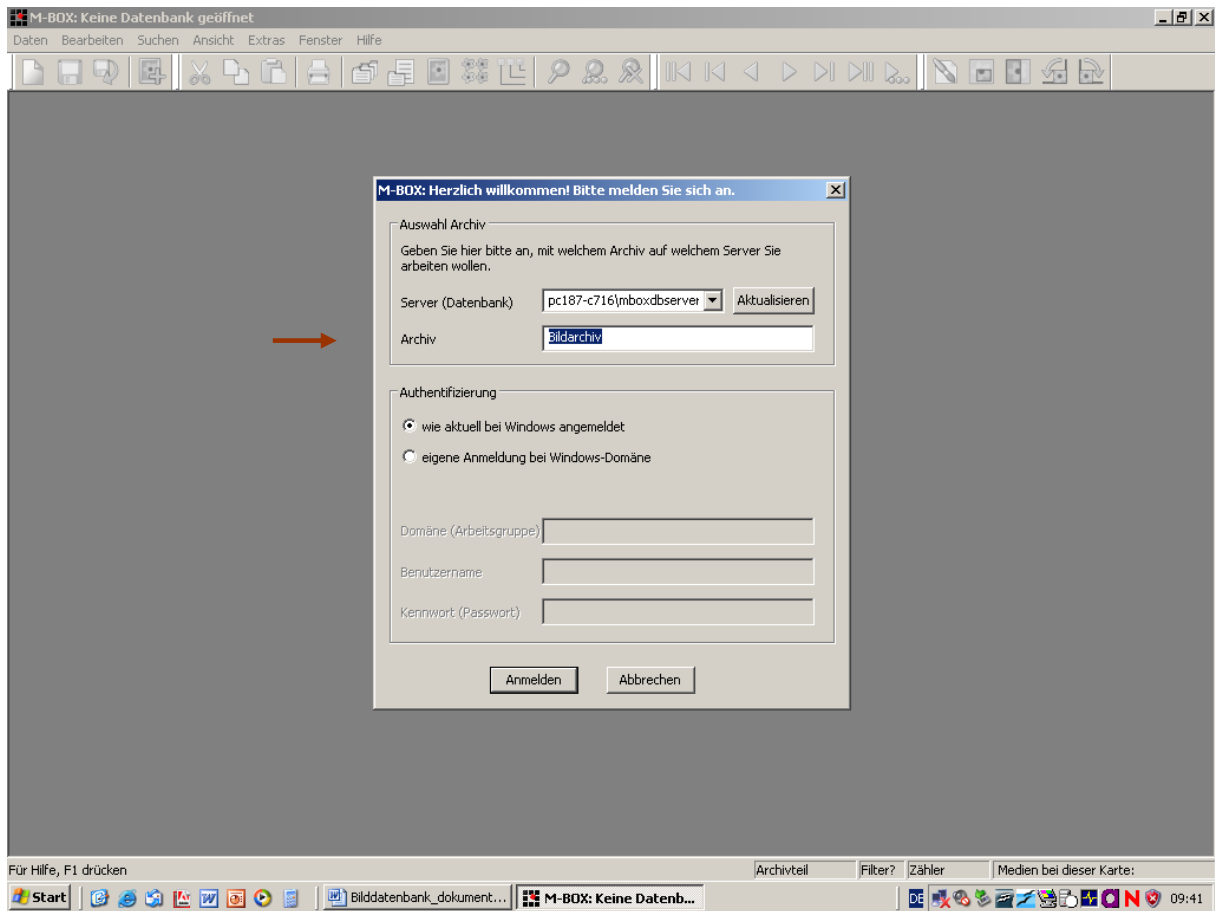 M-BOX: Keine Datenbank geöffnet
Daten Bearbeiten Suchen Ansicht Extras Fenster Hilfe
M-BOX: Herzlich willkommen! Bitte melden Sie sich an.
Auswahl Archiv
Geben Sie hier bitte an, mit welchem Archiv auf welchem Server Sie
arbeiten wollen.
Server (Datenbank) pc187-c716\mboxdbserver Aktualisieren
Archiv Bildarchiv
Authentifizierung
wie aktuell bei Windows angemeldet
eigene Anmeldung bei Windows-Domäne
Domäne (Arbeitsgruppe)
Benutzername
Kennwort (Passwort)
Anmelden Abbrechen
Für Hilfe, F1 drücken Archivteil Filter? Zähler Medien bei dieser Karte:
Start Bilddatenbank_dokument... M-BOX: Keine Datenb... DE 09:41